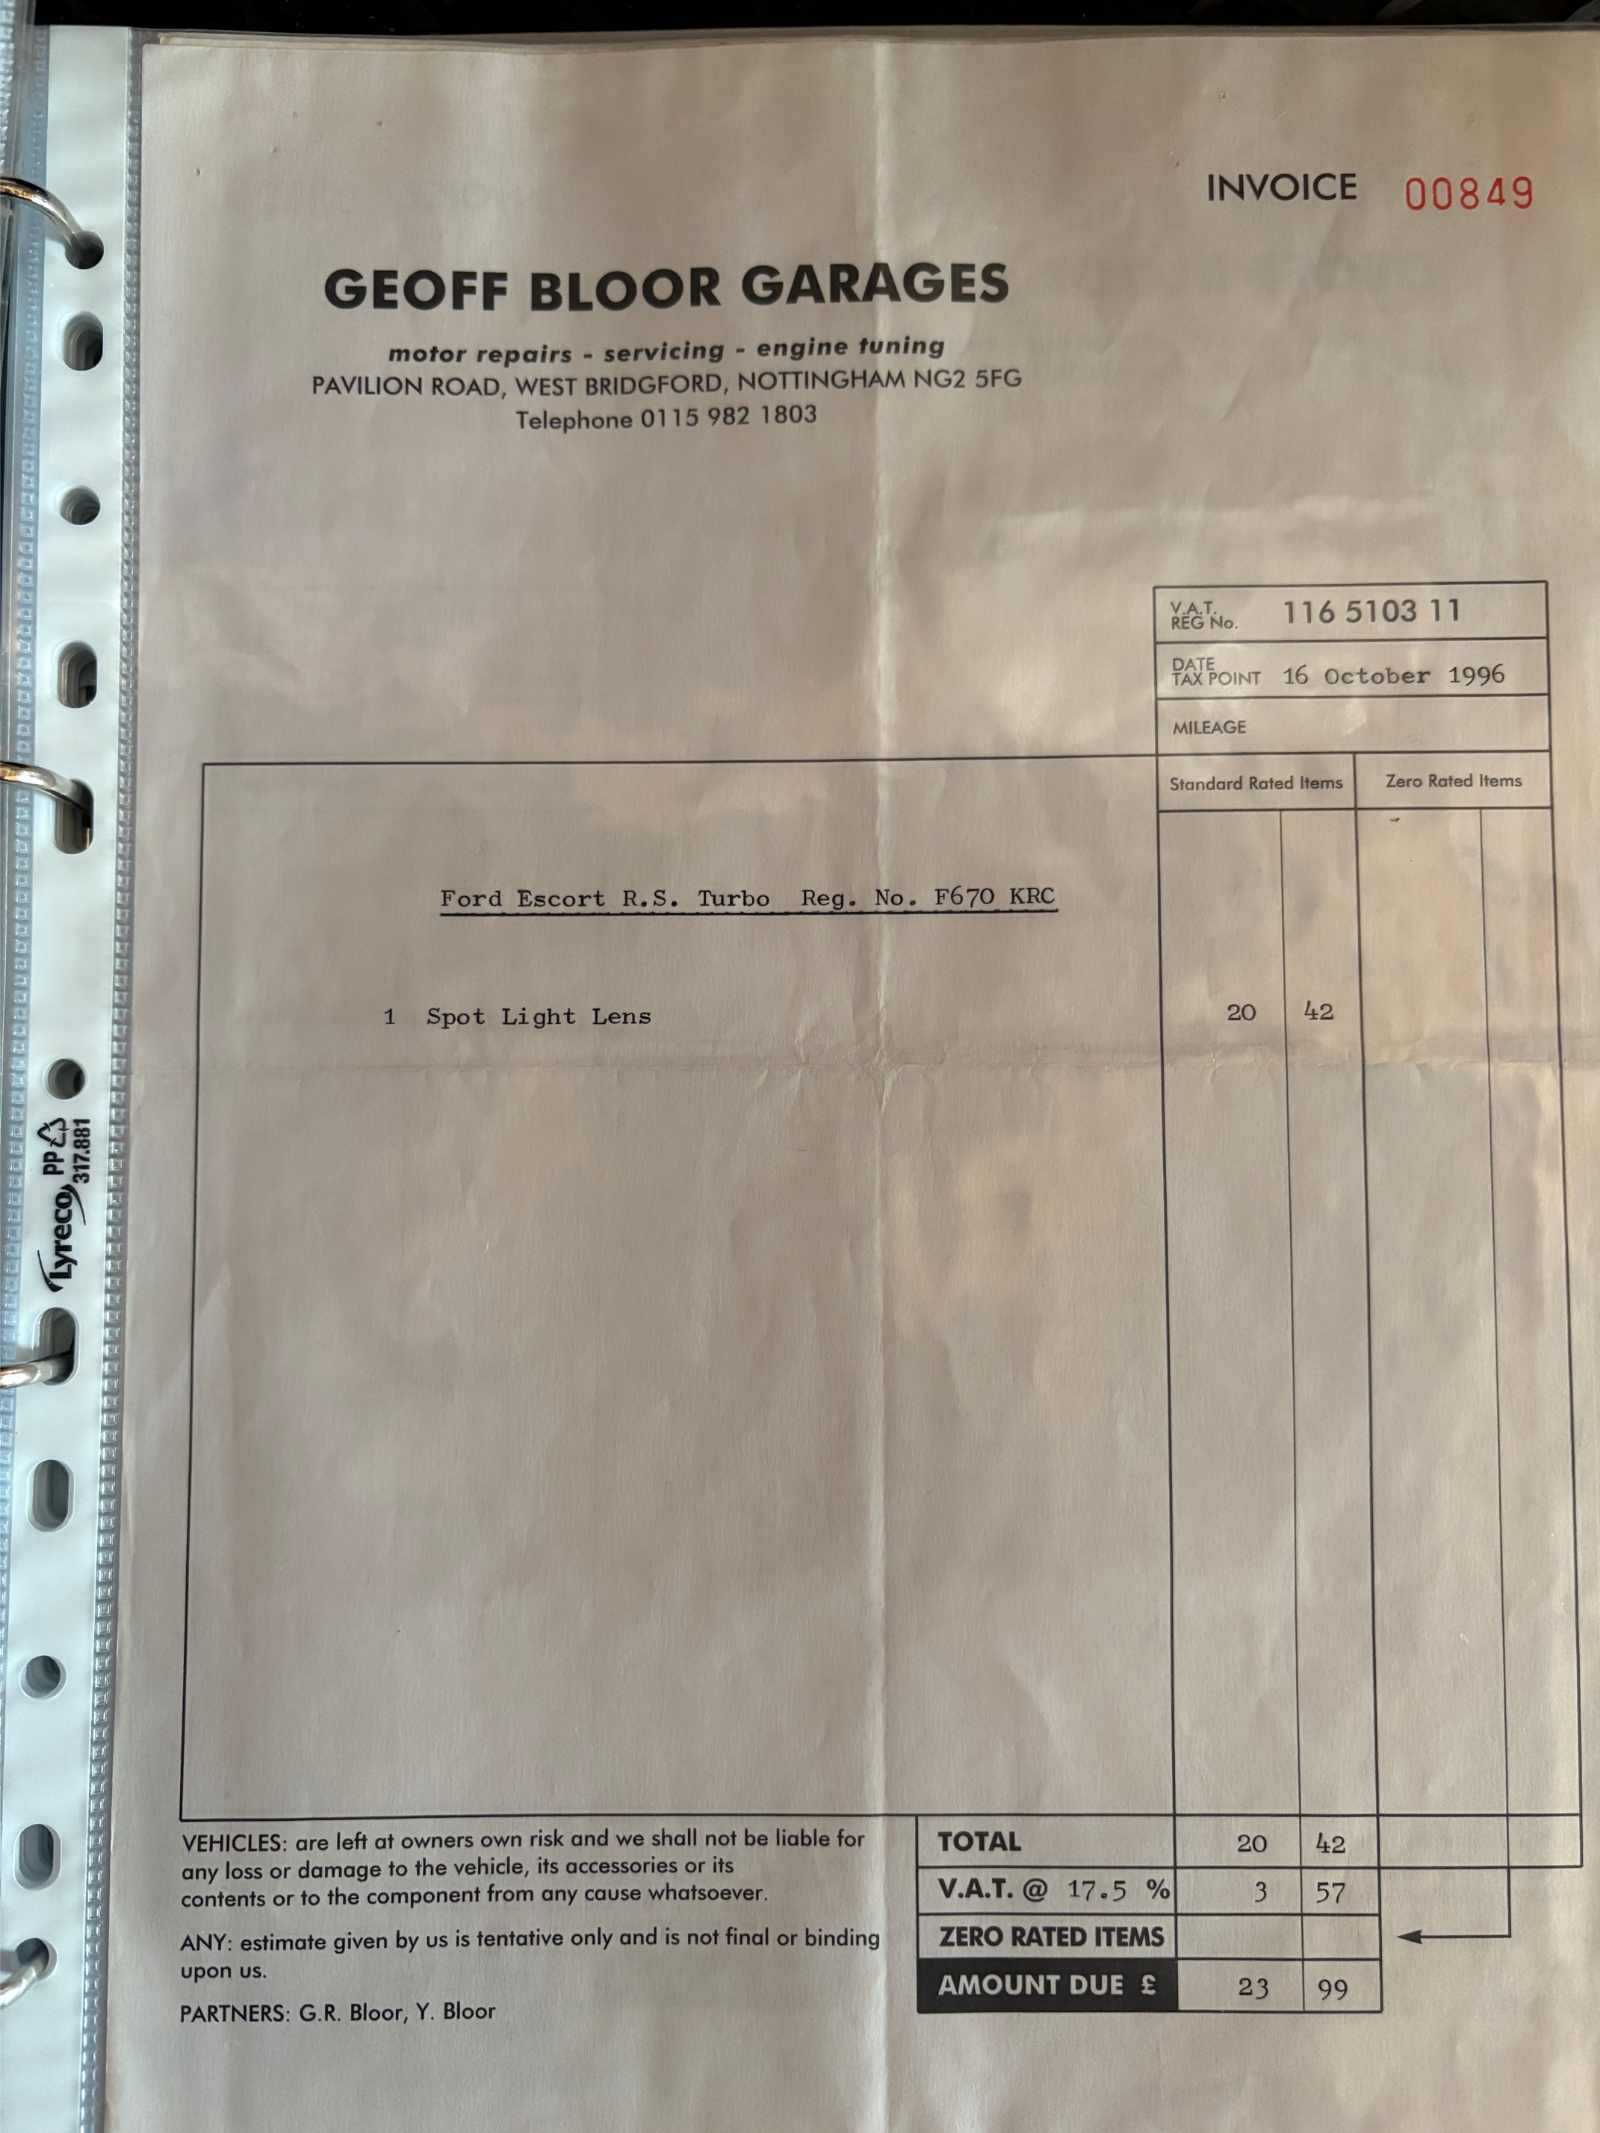 INVOICE 00849
GEOFF BLOOR GARAGES
motor repairs - servicing - engine tuning
PAVILION ROAD, WEST BRIDGFORD, NOTTINGHAM NG2 5FG
Telephone 0115 982 1803
V.A.T.
REG No. 116 5103 11
DATE
TAX POINT 16 October 1996
MILEAGE
Standard Rated Items Zero Rated Items
Ford Escort R.S. Turbo Reg. No. F670 KRC
1 Spot Light Lens 20 42
Lyreco PP
317.881
VEHICLES: are left at owners own risk and we shall not be liable for
any loss or damage to the vehicle, its accessories or its
contents or to the component from any cause whatsoever.
ANY: estimate given by us is tentative only and is not final or binding
upon us.
PARTNERS: G.R. Bloor, Y. Bloor
TOTAL 20 42
V.A.T. @ 17.5 % 3 57
ZERO RATED ITEMS
AMOUNT DUE £ 23 99